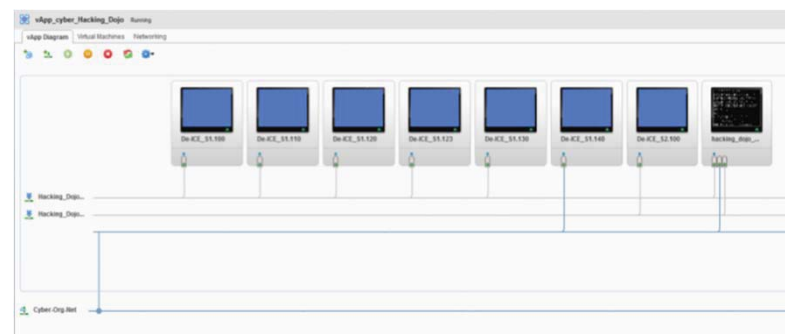 vApp_cyber_Hacking_Dojo Running
vApp Diagram Virtual Machines Networking
De-ICE_S1.100 De-ICE_S1.110 De-ICE_S1.120 De-ICE_S1.123 De-ICE_S1.130 De-ICE_S1.140 De-ICE_S2.100 hacking_dojo_...
Hacking_Dojo...
Hacking_Dojo...
Cyber-Org-Net